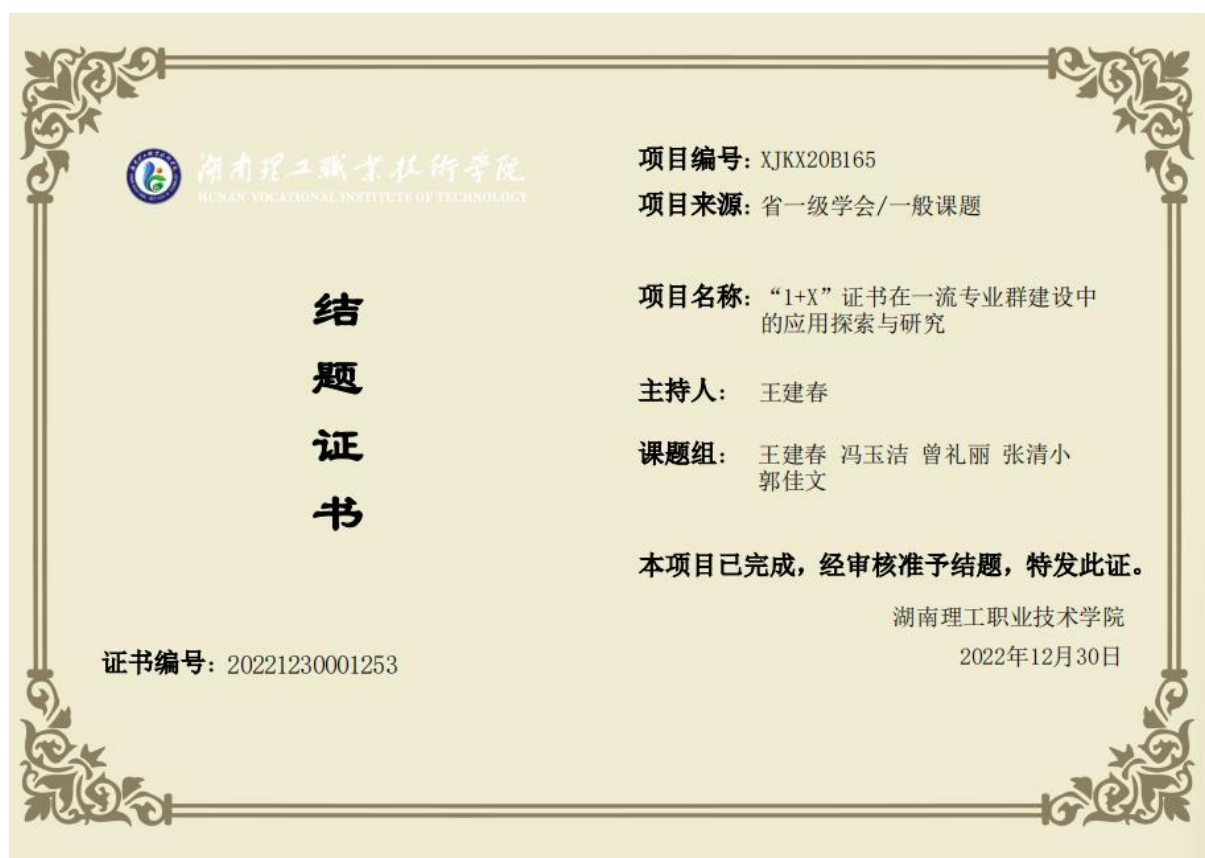 湖南理工職業技術学院
HUNAN VOCATIONAL INSTITUTE OF TECHNOLOGY
结
题
证
书
证书编号：20221230001253
项目编号：XJKX20B165
项目来源：省一级学会/一般课题
项目名称：“1+X”证书在一流专业群建设中
的应用探索与研究
主持人： 王建春
课题组： 王建春 冯玉洁 曾礼丽 张清小
郭佳文
本项目已完成，经审核准予结题，特发此证。
湖南理工职业技术学院
2022年12月30日